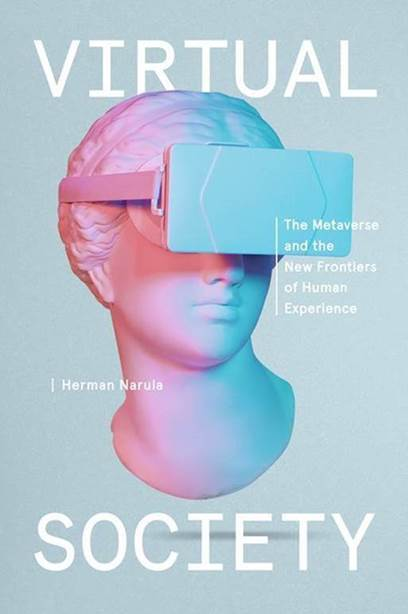 VIRTUAL
The Metaverse
and the
New Frontiers
of Human
Experience
Herman Narula
SOCIETY